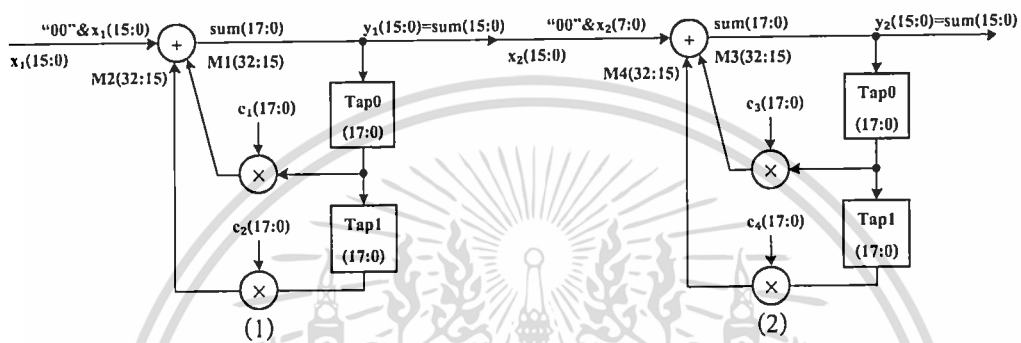 "00"&x₁(15:0)
sum(17:0)
y₁(15:0)=sum(15:0)
"00"&x₂(7:0)
sum(17:0)
y₂(15:0)=sum(15:0)
+
+
x₁(15:0)
M2(32:15)
M1(32:15)
x₂(15:0)
M4(32:15)
M3(32:15)
c₁(17:0)
Tap0
(17:0)
c₃(17:0)
Tap0
(17:0)
×
×
c₂(17:0)
Tap1
(17:0)
c₄(17:0)
Tap1
(17:0)
×
×
(1)
(2)